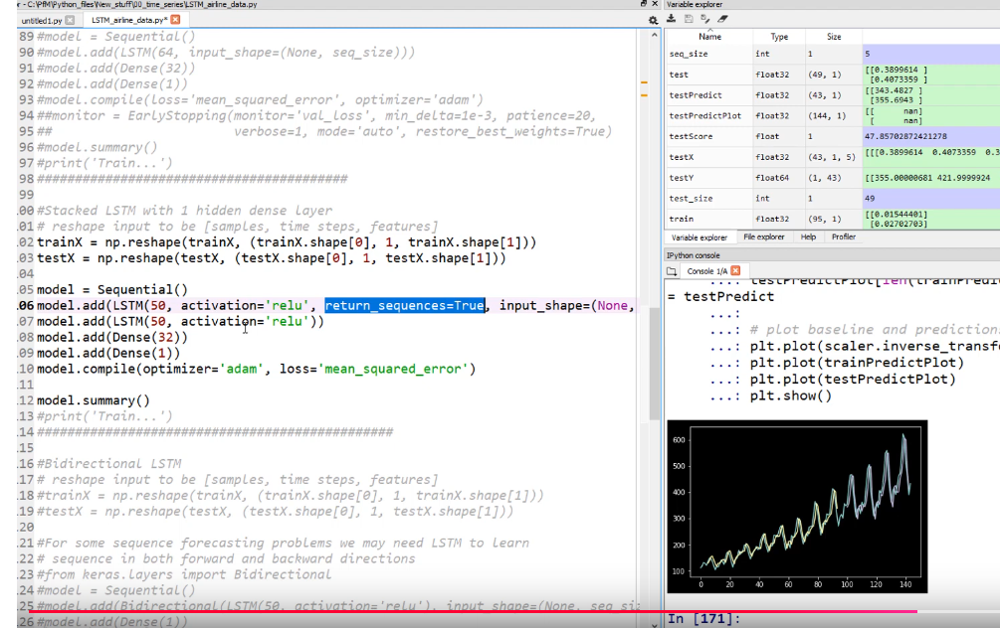 r - C:\PfM\Python_files\New_stuff\00_time_series\LSTM_airline_data.py
untitled1.py
LSTM_airline_data.py*
89 #model = Sequential()
90 #model.add(LSTM(64, input_shape=(None, seq_size)))
91 #model.add(Dense(32))
92 #model.add(Dense(1))
93 #model.compile(loss='mean_squared_error', optimizer='adam')
94 ##monitor = EarlyStopping(monitor='val_loss', min_delta=1e-3, patience=20,
95 ## verbose=1, mode='auto', restore_best_weights=True)
96 #model.summary()
97 #print('Train...')
98 #########################################
99
.00 #Stacked LSTM with 1 hidden dense layer
.01 # reshape input to be [samples, time steps, features]
.02 trainX = np.reshape(trainX, (trainX.shape[0], 1, trainX.shape[1]))
.03 testX = np.reshape(testX, (testX.shape[0], 1, testX.shape[1]))
.04
.05 model = Sequential()
.06 model.add(LSTM(50, activation='relu', return_sequences=True, input_shape=(None,
.07 model.add(LSTM(50, activation='relu'))
.08 model.add(Dense(32))
.09 model.add(Dense(1))
.10 model.compile(optimizer='adam', loss='mean_squared_error')
.11
.12 model.summary()
.13 #print('Train...')
.14 ###############################################
.15
.16 #Bidirectional LSTM
.17 # reshape input to be [samples, time steps, features]
.18 #trainX = np.reshape(trainX, (trainX.shape[0], 1, trainX.shape[1]))
.19 #testX = np.reshape(testX, (testX.shape[0], 1, testX.shape[1]))
.20
.21 #For some sequence forecasting problems we may need LSTM to learn
.22 # sequence in both forward and backward directions
.23 #from keras.layers import Bidirectional
.24 #model = Sequential()
.25 #model.add(Bidirectional(LSTM(50, activation='relu'), input_shape=(None, seq_si
.26 #model.add(Dense(1))
Variable explorer
Name Type Size
seq_size int 1 5
test float32 (49, 1) [[0.3899614 ]
[0.4073359 ]
testPredict float32 (43, 1) [[343.4827 ]
[355.6943 ]
testPredictPlot float32 (144, 1) [[ nan]
[ nan]
testScore float 1 47.85702872421278
testX float32 (43, 1, 5) [[[0.3899614 0.4073359 0.3
testY float64 (1, 43) [[355.00000681 421.9999924
test_size int 1 49
train float32 (95, 1) [[0.01544401]
[0.02702703]
Variable explorer File explorer Help Profiler
IPython console
Console 1/A
...: testPredictPlot[len(trainPredi
= testPredict
...:
...: # plot baseline and prediction
...: plt.plot(scaler.inverse_transf
...: plt.plot(trainPredictPlot)
...: plt.plot(testPredictPlot)
...: plt.show()
600
500
400
300
200
100
0 20 40 60 80 100 120 140
In [171]: